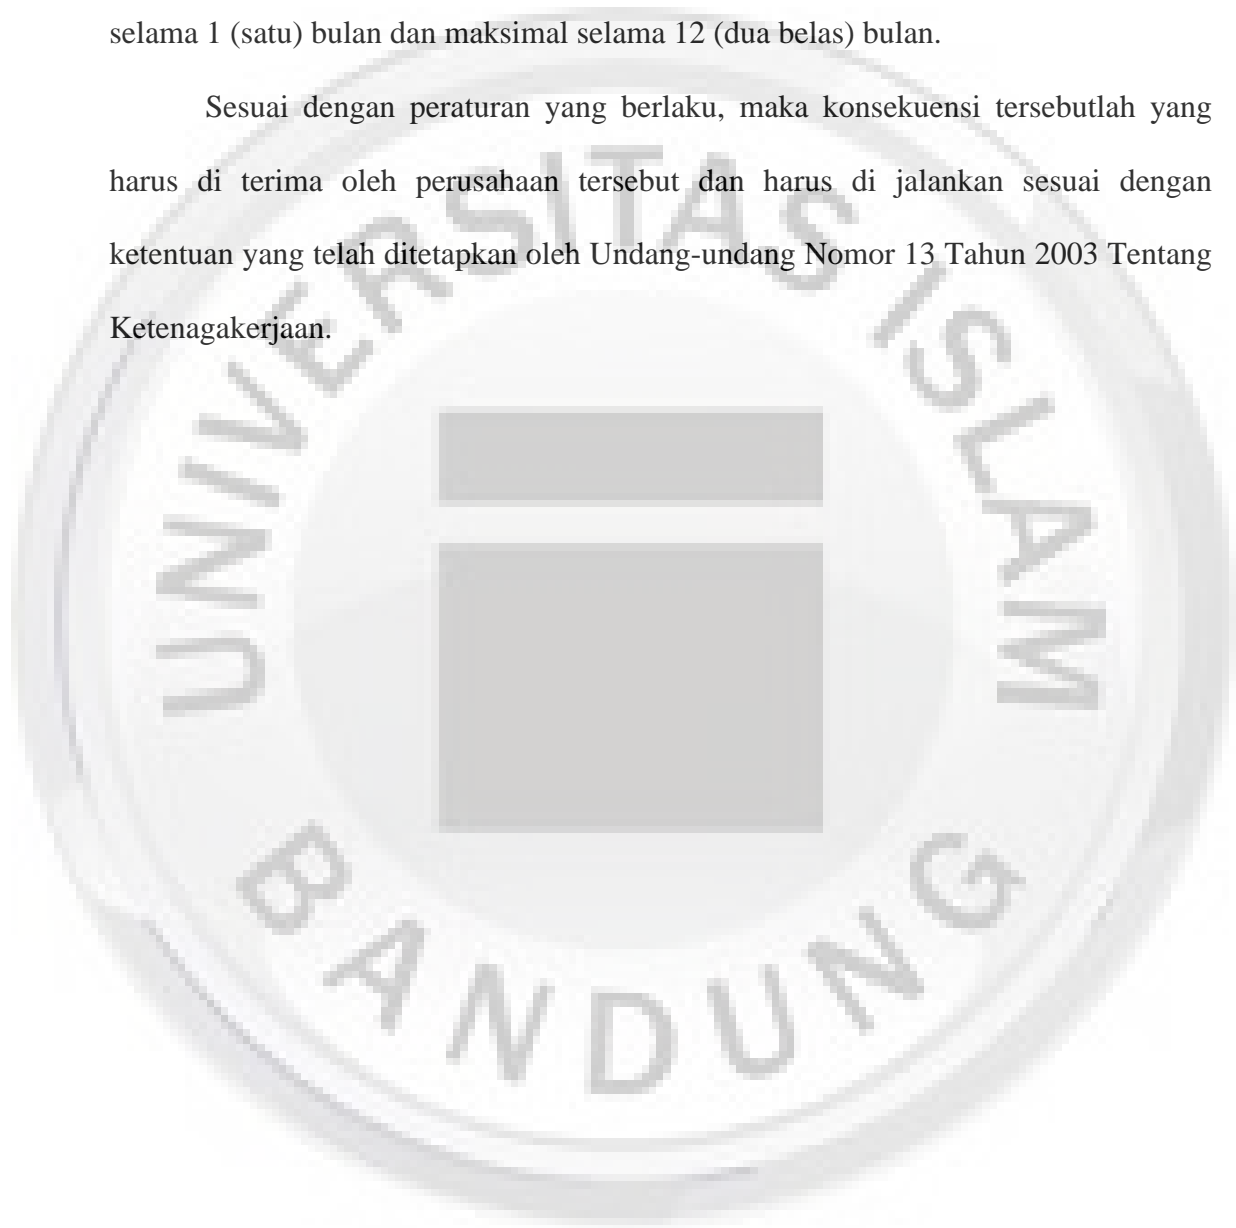 selama 1 (satu) bulan dan maksimal selama 12 (dua belas) bulan.
Sesuai dengan peraturan yang berlaku, maka konsekuensi tersebutlah yang
harus di terima oleh perusahaan tersebut dan harus di jalankan sesuai dengan
ketentuan yang telah ditetapkan oleh Undang-undang Nomor 13 Tahun 2003 Tentang
Ketenagakerjaan.
UNIVERSITAS ISLAM
BANDUNG